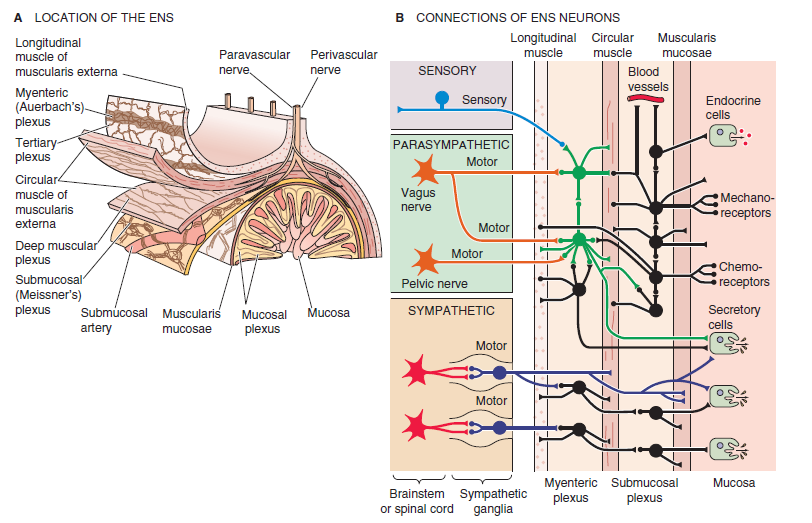 A LOCATION OF THE ENS
Longitudinal
muscle of
muscularis externa
Myenteric
(Auerbach's)
plexus
Tertiary
plexus
Circular
muscle of
muscularis
externa
Deep muscular
plexus
Submucosal
(Meissner's)
plexus
Paravascular
nerve
Perivascular
nerve
Submucosal
artery
Muscularis
mucosae
Mucosal
plexus
Mucosa
B CONNECTIONS OF ENS NEURONS
Longitudinal
muscle
Circular
muscle
Muscularis
mucosae
SENSORY
Sensory
Blood
vessels
Endocrine
cells
PARASYMPATHETIC
Motor
Vagus
nerve
Motor
Motor
Pelvic nerve
Mechano-
receptors
Chemo-
receptors
SYMPATHETIC
Secretory
cells
Motor
Motor
Brainstem
or spinal cord
Sympathetic
ganglia
Myenteric
plexus
Submucosal
plexus
Mucosa